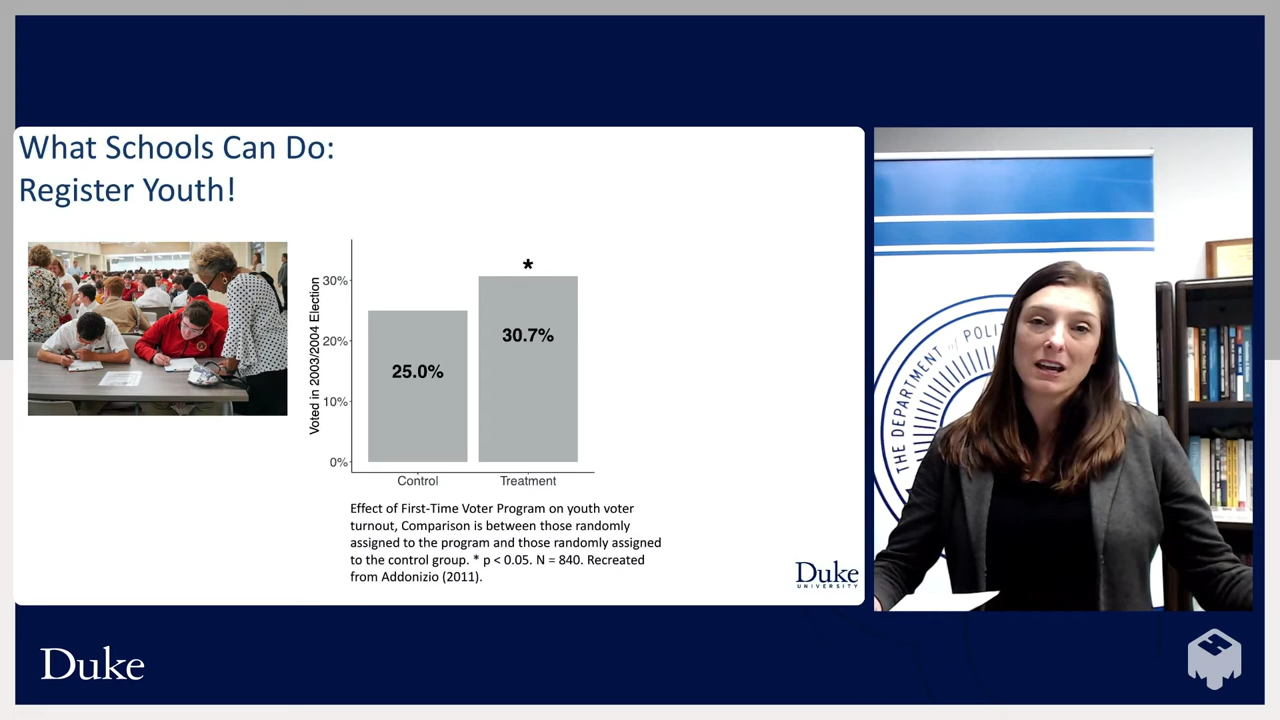 What Schools Can Do:
Register Youth!
Voted in 2003/2004 Election
30%
20%
10%
0%
*
25.0%
30.7%
Control
Treatment
Effect of First-Time Voter Program on youth voter
turnout, Comparison is between those randomly
assigned to the program and those randomly assigned
to the control group. * p < 0.05. N = 840. Recreated
from Addonizio (2011).
Duke
UNIVERSITY
THE DEPARTMENT of POLIT
Duke